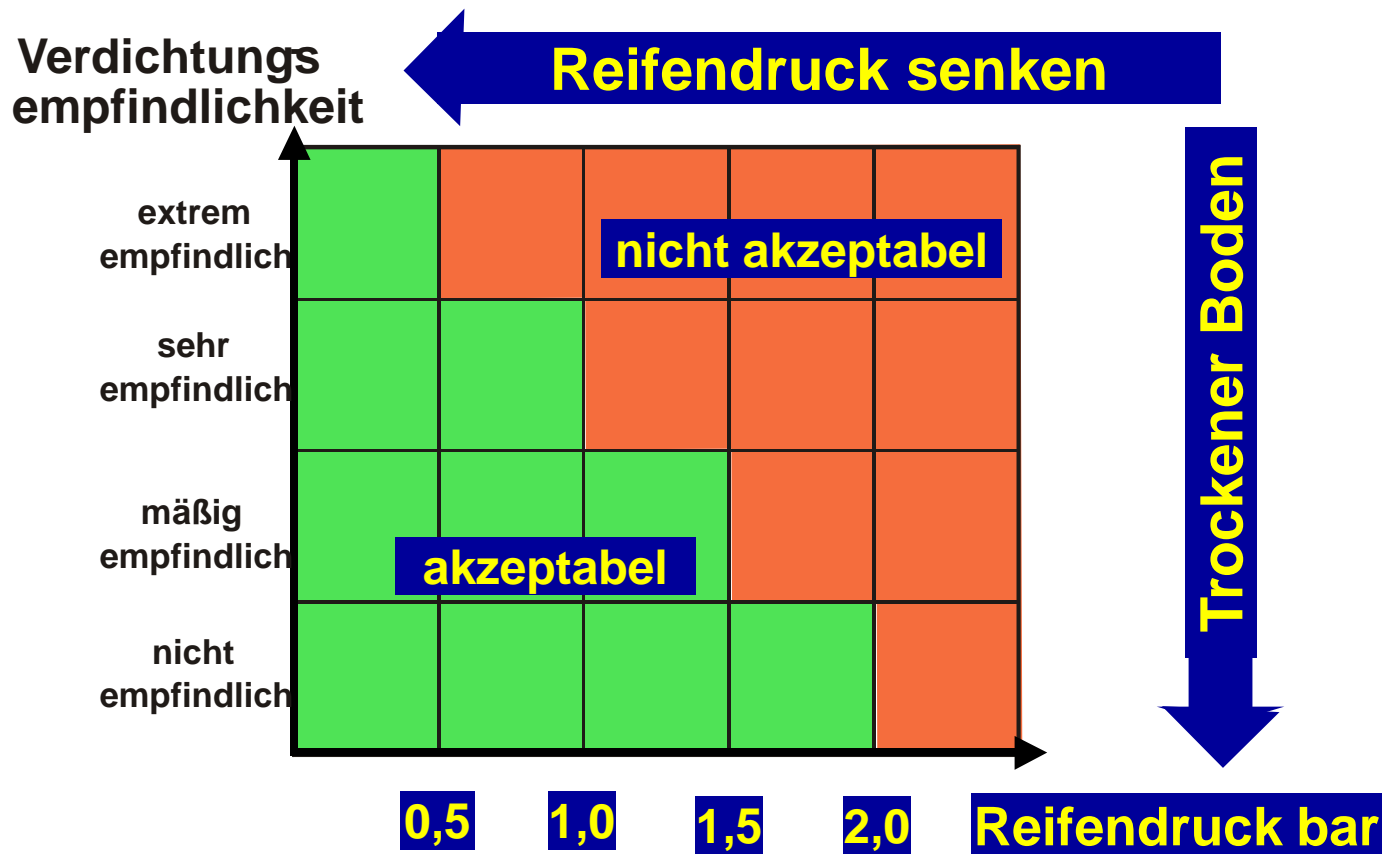 Verdichtungs-
empfindlichkeit
Reifendruck senken
Trockener Boden
extrem
empfindlich
nicht akzeptabel
sehr
empfindlich
mäßig
empfindlich
akzeptabel
nicht
empfindlich
0,5
1,0
1,5
2,0
Reifendruck bar